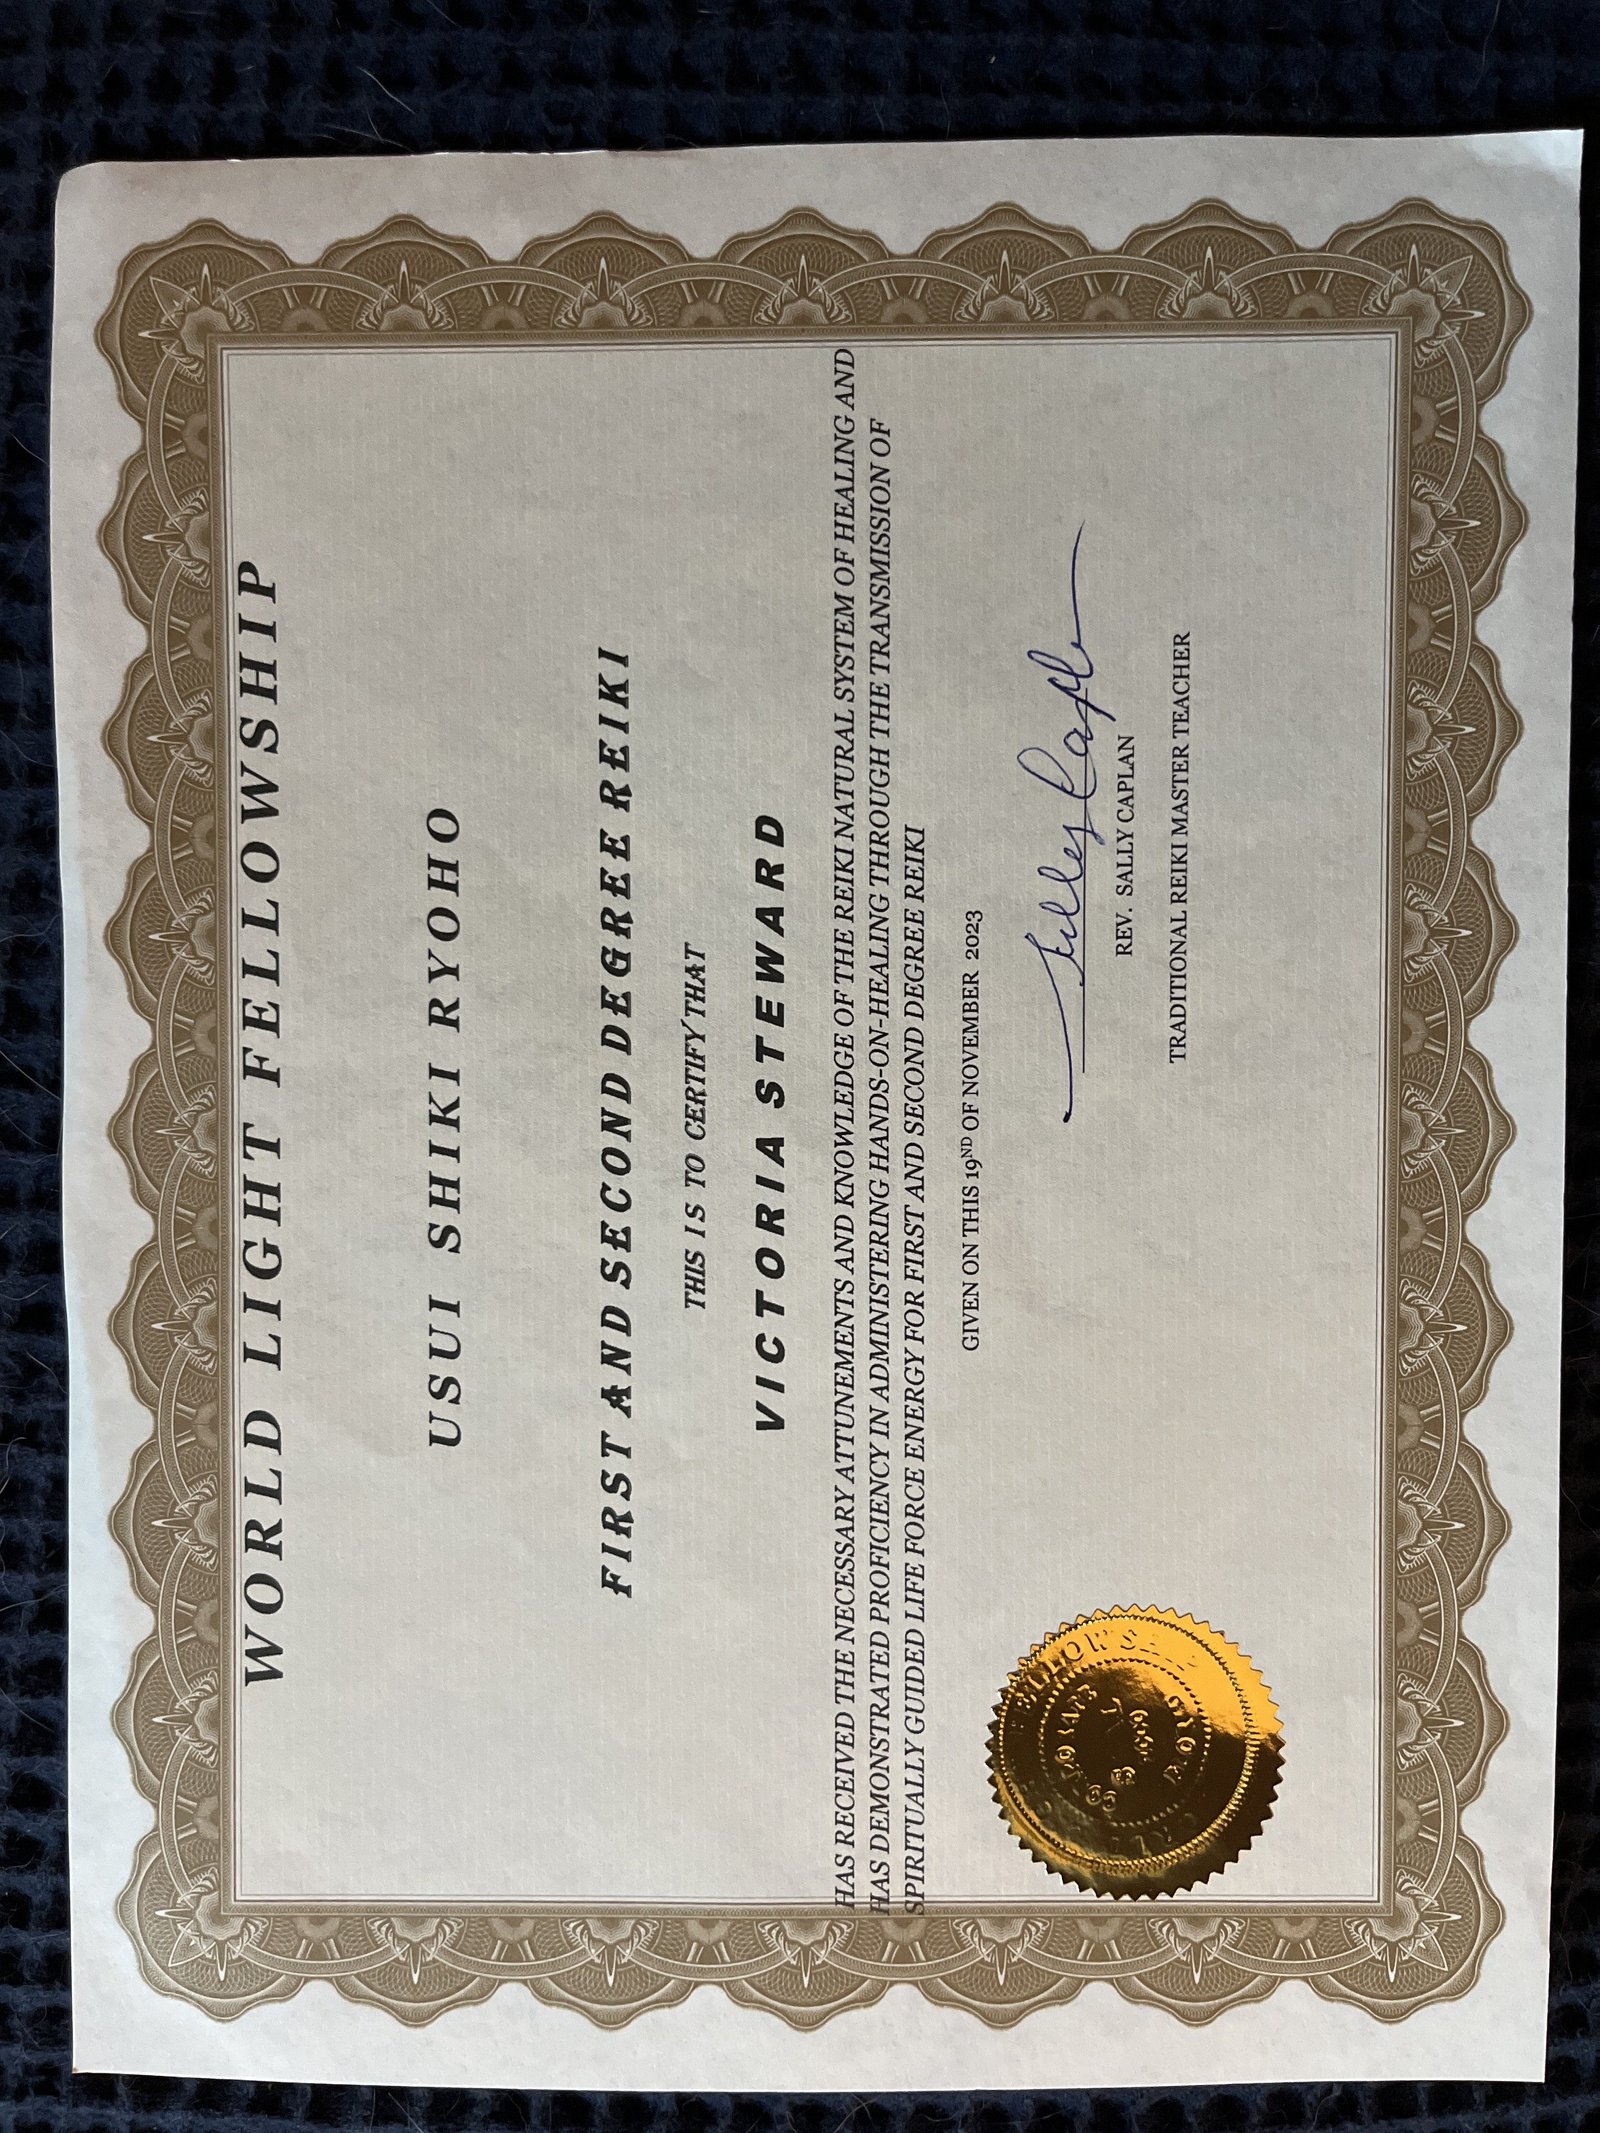 WORLD LIGHT FELLOWSHIP
USUI SHIKI RYOHO
FIRST AND SECOND DEGREE REIKI
THIS IS TO CERTIFY THAT
VICTORIA STEWARD
HAS RECEIVED THE NECESSARY ATTUNEMENTS AND KNOWLEDGE OF THE REIKI NATURAL SYSTEM OF HEALING AND
HAS DEMONSTRATED PROFICIENCY IN ADMINISTERING HANDS-ON-HEALING THROUGH THE TRANSMISSION OF
SPIRITUALLY GUIDED LIFE FORCE ENERGY FOR FIRST AND SECOND DEGREE REIKI
GIVEN ON THIS 19ND OF NOVEMBER 2023
REV. SALLY CAPLAN
TRADITIONAL REIKI MASTER TEACHER
FELLOWSHIP